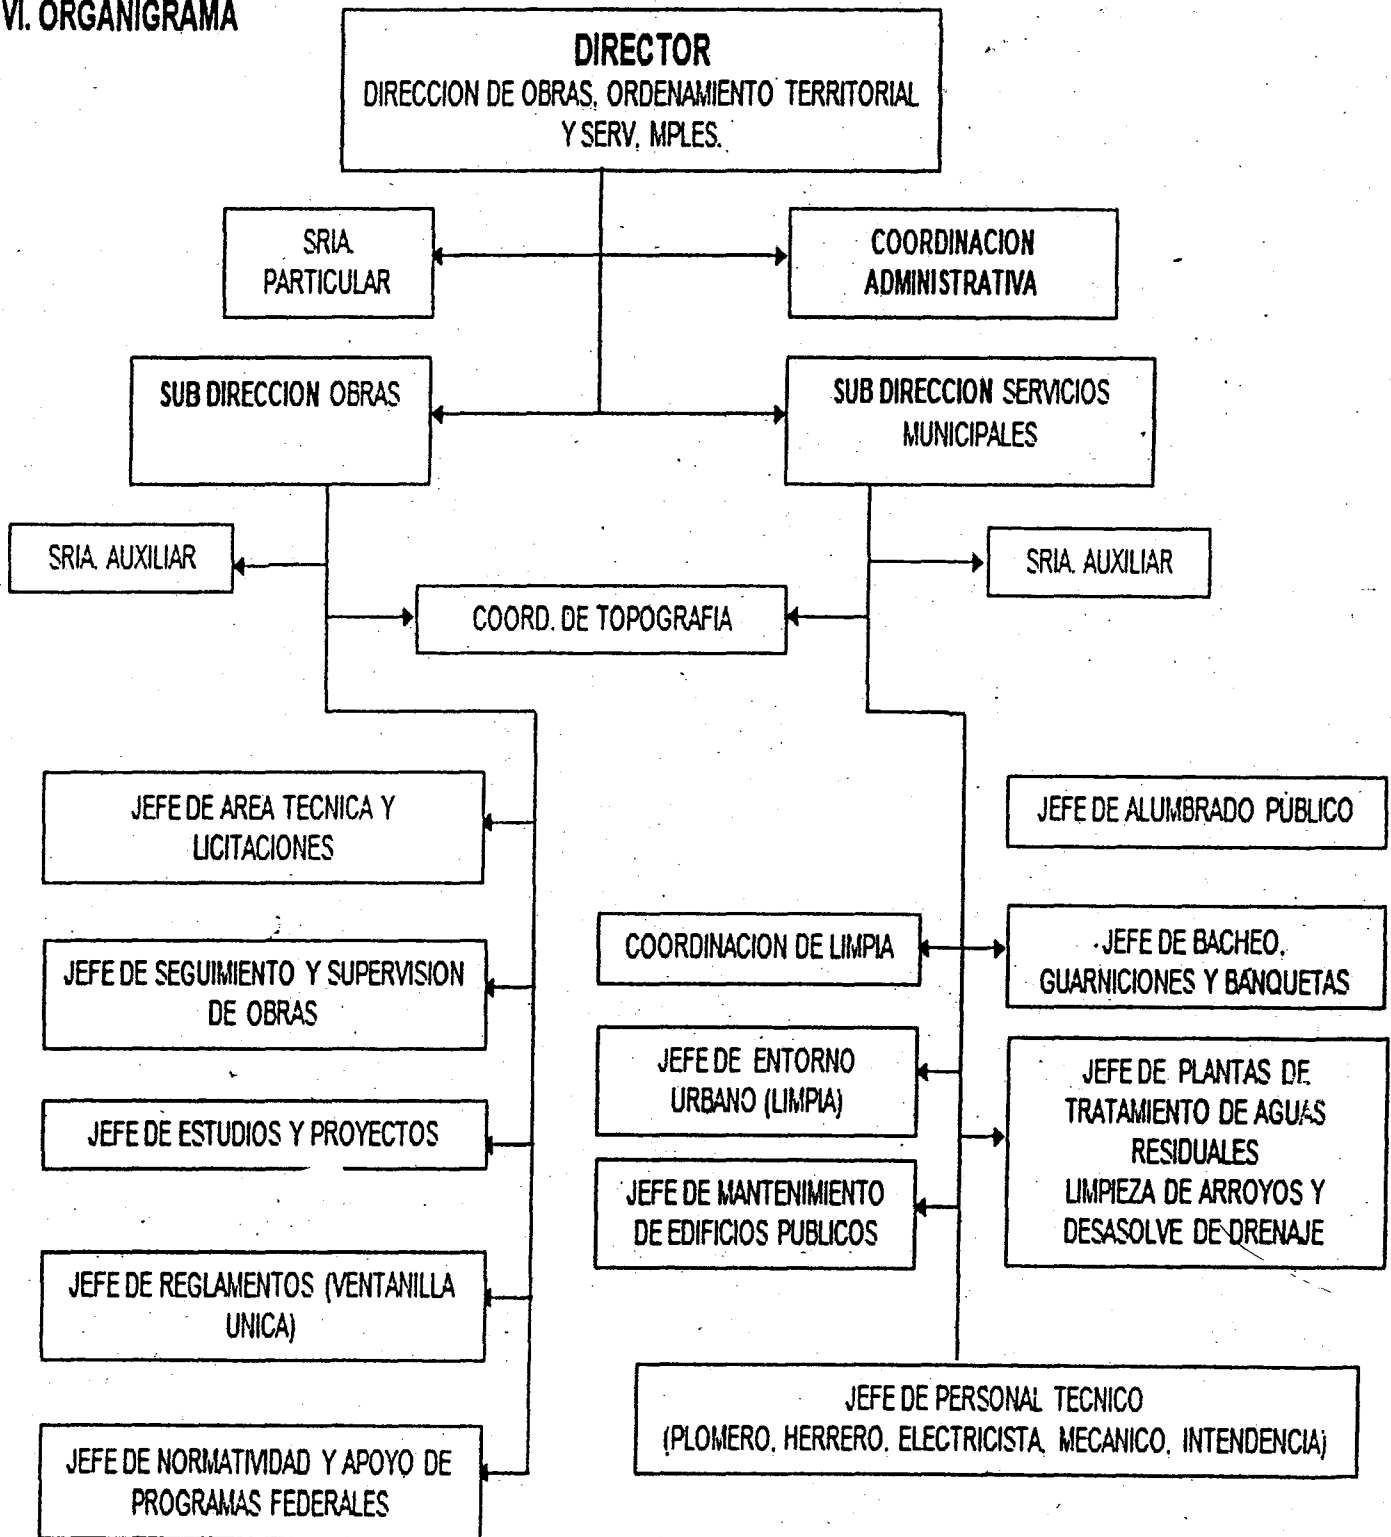 VI. ORGANIGRAMA
DIRECTOR
DIRECCION DE OBRAS, ORDENAMIENTO TERRITORIAL
Y SERV, MPLES.
SRIA.
PARTICULAR
COORDINACION
ADMINISTRATIVA
SUB DIRECCION OBRAS
SUB DIRECCION SERVICIOS
MUNICIPALES
SRIA. AUXILIAR
SRIA. AUXILIAR
COORD. DE TOPOGRAFIA
JEFE DE AREA TECNICA Y
LICITACIONES
JEFE DE ALUMBRADO PUBLICO
COORDINACION DE LIMPIA
JEFE DE BACHEO,
GUARNICIONES Y BANQUETAS
JEFE DE SEGUIMIENTO Y SUPERVISION
DE OBRAS
JEFE DE ENTORNO
URBANO (LIMPIA)
JEFE DE PLANTAS DE
TRATAMIENTO DE AGUAS
RESIDUALES
LIMPIEZA DE ARROYOS Y
DESASOLVE DE DRENAJE
JEFE DE ESTUDIOS Y PROYECTOS
JEFE DE MANTENIMIENTO
DE EDIFICIOS PUBLICOS
JEFE DE REGLAMENTOS (VENTANILLA
UNICA)
JEFE DE PERSONAL TECNICO
(PLOMERO, HERRERO, ELECTRICISTA, MECANICO, INTENDENCIA)
JEFE DE NORMATIVIDAD Y APOYO DE
PROGRAMAS FEDERALES